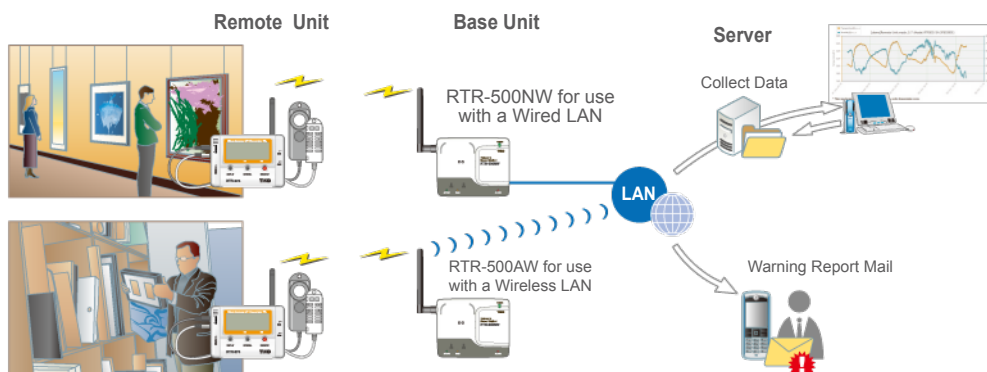 Remote Unit
Base Unit
Server
Collect Data
RTR-500NW for use
with a Wired LAN
LAN
RTR-500AW for use
with a Wireless LAN
Warning Report Mail